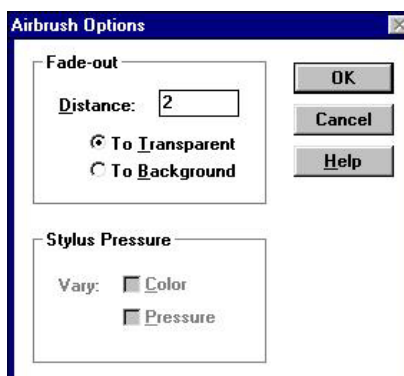 Airbrush Options
Fade-out
Distance: 2
To Transparent
To Background
OK
Cancel
Help
Stylus Pressure
Vary: Color
Pressure